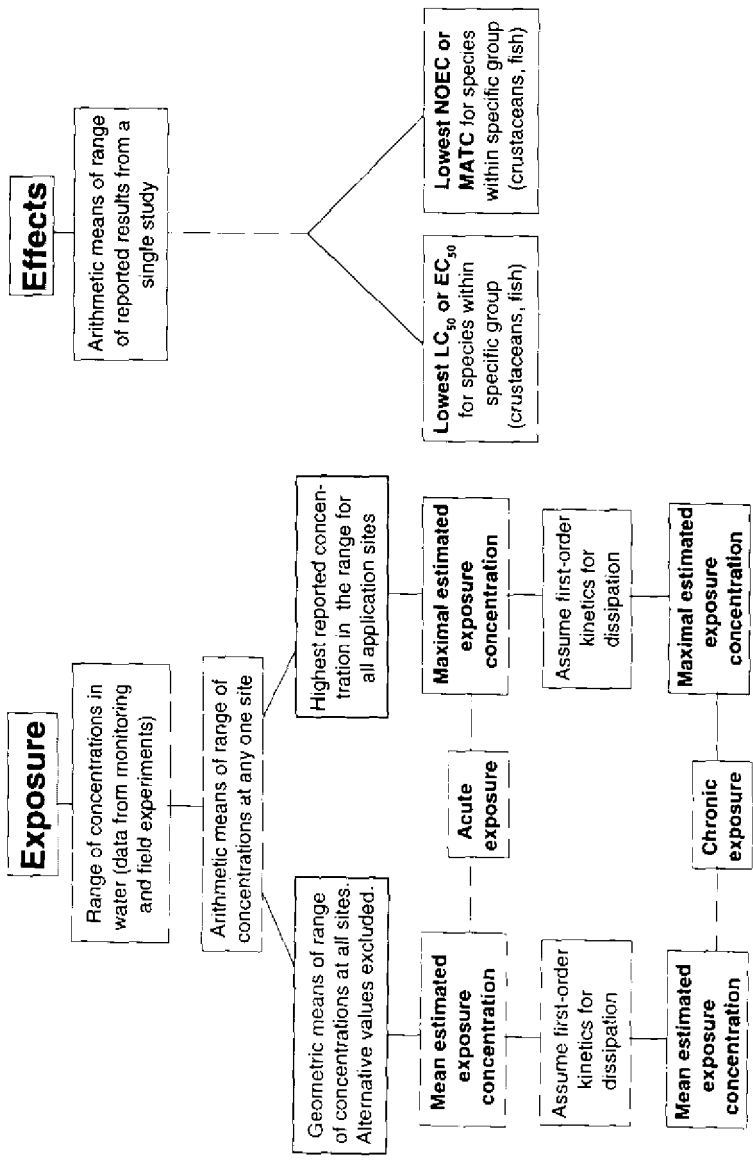 Exposure
Range of concentrations in
water (data from monitoring
and field experiments)
Arithmetic means of range of
concentrations at any one site
Geometric means of range
of concentrations at all sites.
Alternative values excluded.
Highest reported concen-
tration in the range for
all application sites
Mean estimated
exposure
concentration
Acute
exposure
Maximal estimated
exposure
concentration
Assume first-order
kinetics for
dissipation
Assume first-order
kinetics for
dissipation
Mean estimated
exposure
concentration
Chronic
exposure
Maximal estimated
exposure
concentration
Effects
Arithmetic means of range
of reported results from a
single study
Lowest LC₅₀ or EC₅₀
for species within
specific group
(crustaceans, fish)
Lowest NOEC or
MATC for species
within specific group
(crustaceans, fish)